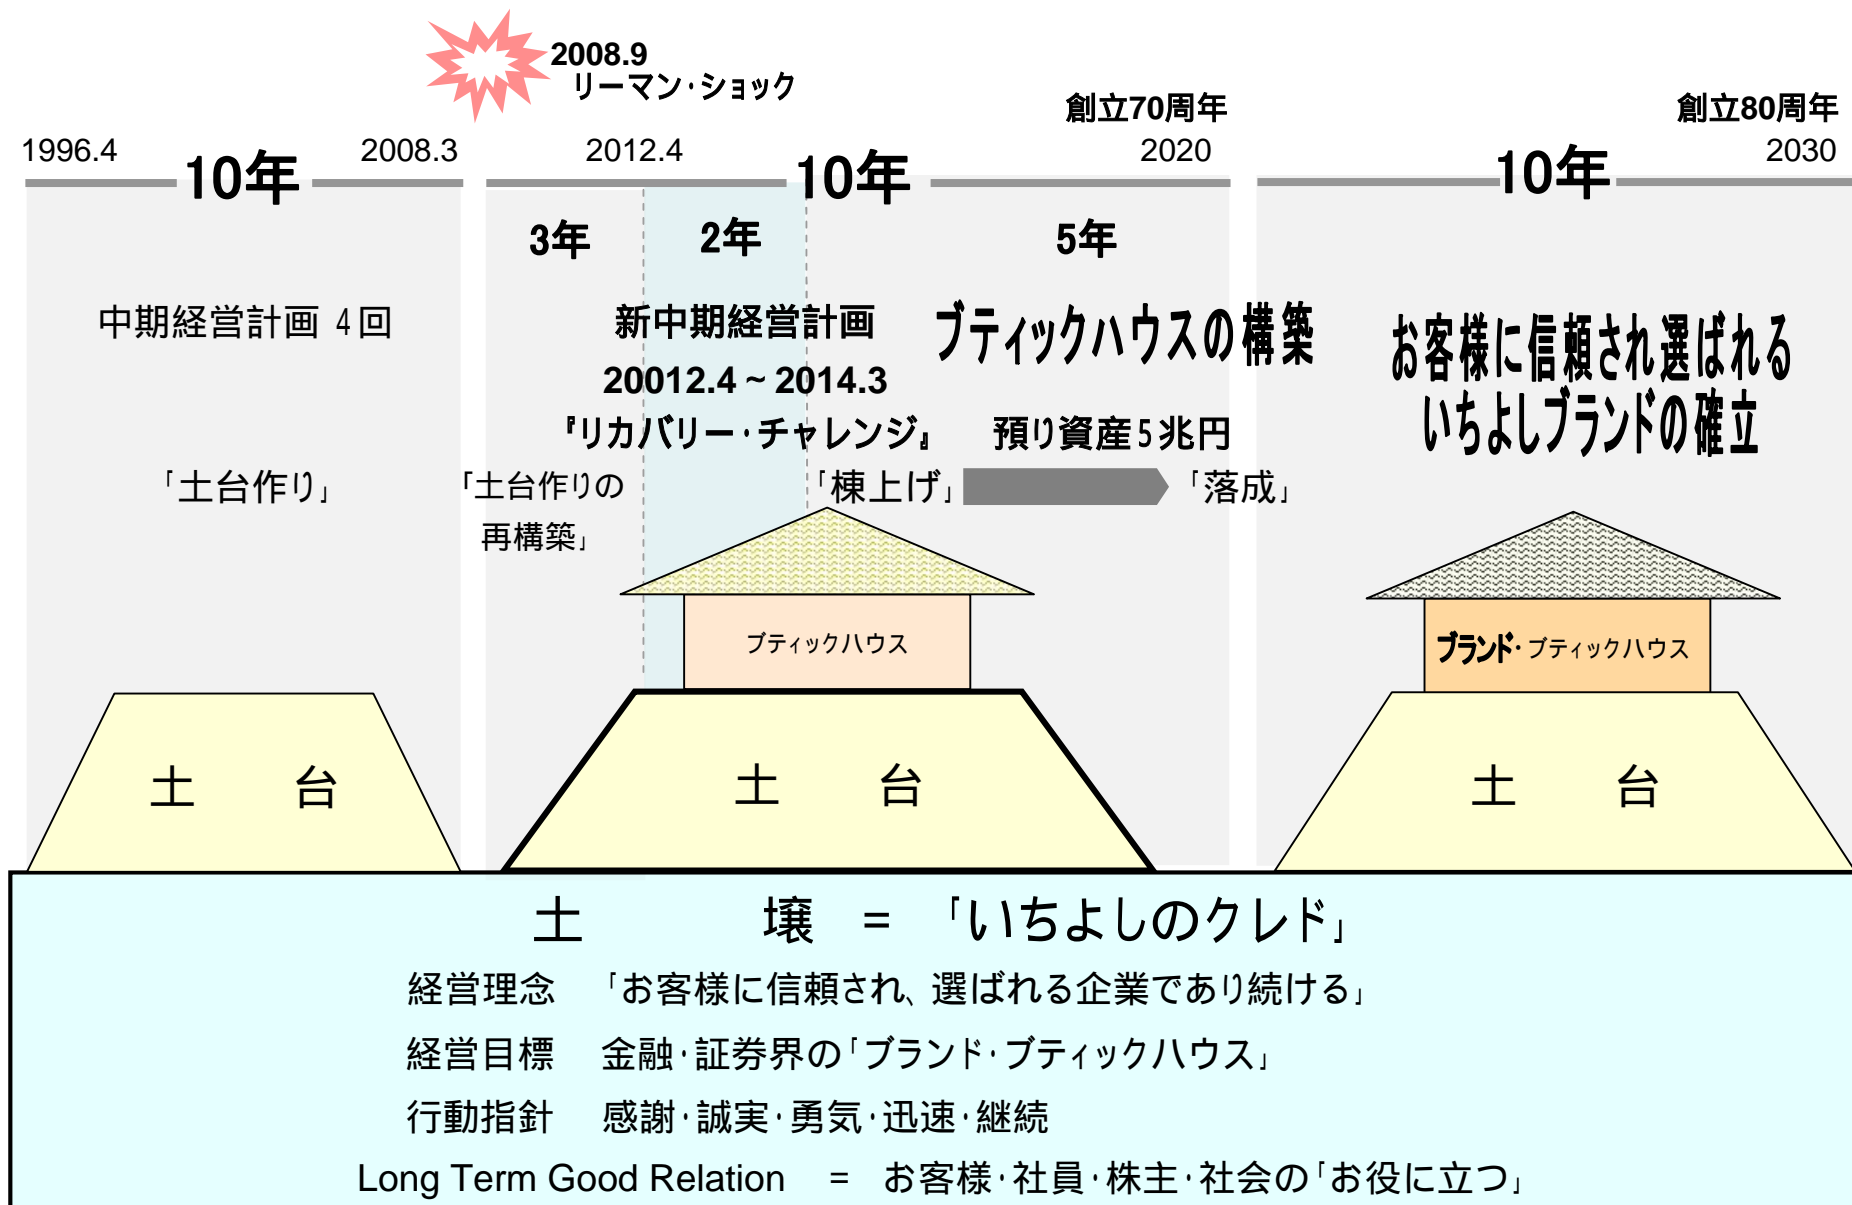 2008.9
リーマン・ショック
創立70周年
創立80周年
1996.4
10年
2008.3
2012.4
10年
2020
10年
2030
3年
2年
5年
中期経営計画 4回
新中期経営計画
20012.4~2014.3
『リカバリー・チャレンジ』
ブティックハウスの構築
預り資産5兆円
お客様に信頼され選ばれる
いちよしブランドの確立
「土台作り」
「土台作りの
再構築」
「棟上げ」
「落成」
ブティックハウス
ブランド・ブティックハウス
土 台
土 台
土 台
土 壌 = 「いちよしのクレド」
経営理念 「お客様に信頼され、選ばれる企業であり続ける」
経営目標 金融・証券界の「ブランド・ブティックハウス」
行動指針 感謝・誠実・勇気・迅速・継続
Long Term Good Relation = お客様・社員・株主・社会の「お役に立つ」